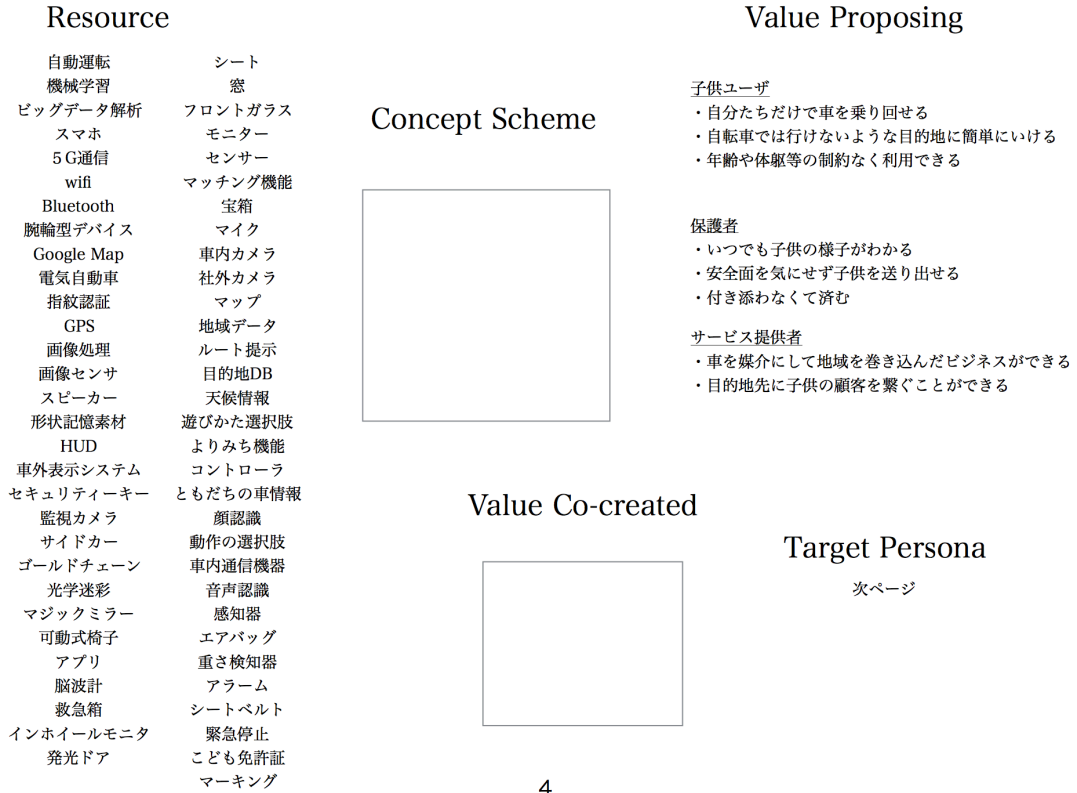 Resource
自動運転
機械学習
ビッグデータ解析
スマホ
５G通信
wifi
Bluetooth
腕輪型デバイス
Google Map
電気自動車
指紋認証
GPS
画像処理
画像センサ
スピーカー
形状記憶素材
HUD
車外表示システム
セキュリティーキー
監視カメラ
サイドカー
ゴールドチェーン
光学迷彩
マジックミラー
可動式椅子
アプリ
脳波計
救急箱
インホイールモニタ
発光ドア
シート
窓
フロントガラス
モニター
センサー
マッチング機能
宝箱
マイク
車内カメラ
社外カメラ
マップ
地域データ
ルート提示
目的地DB
天候情報
遊びかた選択肢
よりみち機能
コントローラ
ともだちの車情報
顔認識
動作の選択肢
車内通信機器
音声認識
感知器
エアバッグ
重さ検知器
アラーム
シートベルト
緊急停止
こども免許証
マーキング
Concept Scheme
Value Co-created
Value Proposing
子供ユーザ
・自分たちだけで車を乗り回せる
・自転車では行けないような目的地に簡単にいける
・年齢や体躯等の制約なく利用できる
保護者
・いつでも子供の様子がわかる
・安全面を気にせず子供を送り出せる
・付き添わなくて済む
サービス提供者
・車を媒介にして地域を巻き込んだビジネスができる
・目的地先に子供の顧客を繋ぐことができる
Target Persona
次ページ
4